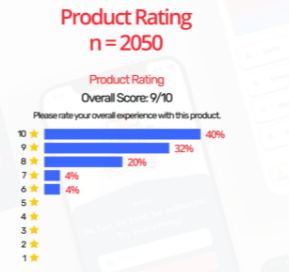 Product Rating
n = 2050
Product Rating
Overall Score: 9/10
Please rate your overall experience with this product.
10 40%
9 32%
8 20%
7 4%
6 4%
5
4
3
2
1